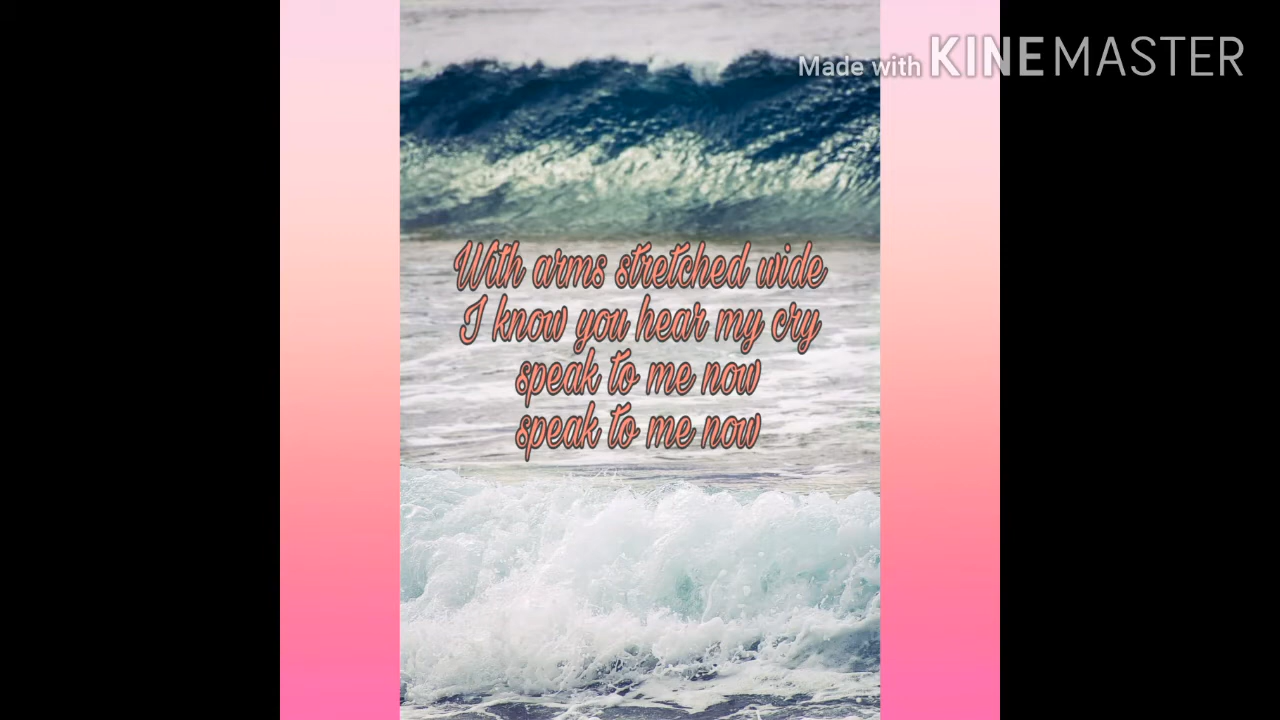 Made with KINEMASTER
With arms stretched wide
I know you hear my cry
speak to me now
speak to me now